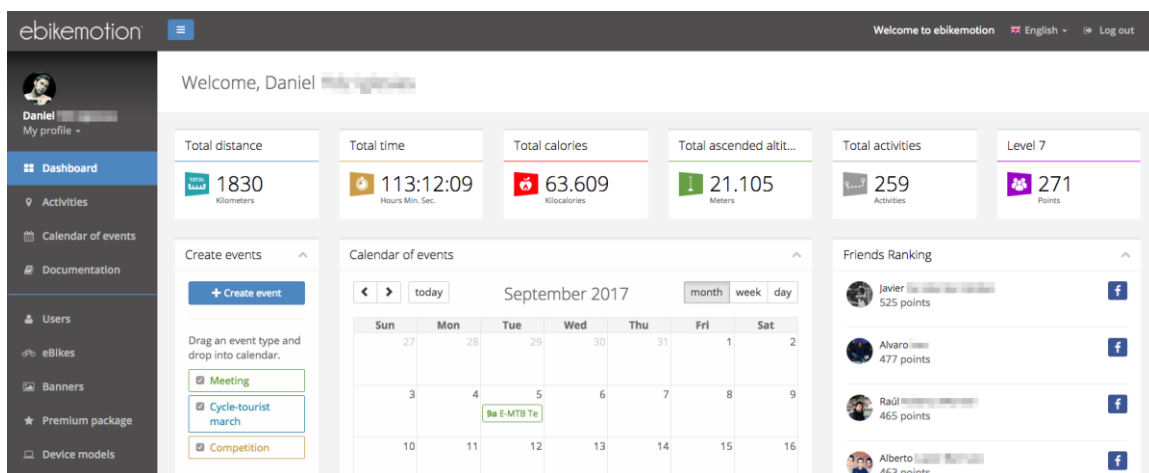 ebikemotion
Welcome to ebikemotion English Log out
Daniel
My profile
Dashboard
Activities
Calendar of events
Documentation
Users
eBikes
Banners
Premium package
Device models
Welcome, Daniel
Total distance
TOTAL
1830
Kilometers
Total time
113:12:09
Hours Min. Sec.
Total calories
63.609
Kilocalories
Total ascended altit...
21.105
Meters
Total activities
259
Activities
Level 7
271
Points
Create events
+ Create event
Drag an event type and
drop into calendar.
Meeting
Cycle-tourist
march
Competition
Calendar of events
today September 2017 month week day
Sun Mon Tue Wed Thu Fri Sat
27 28 29 30 31 1 2
3 4 5 6 7 8 9
9a E-MTB Te
10 11 12 13 14 15 16
Friends Ranking
Javier
525 points
Alvaro
477 points
Raúl
465 points
Alberto
463 points